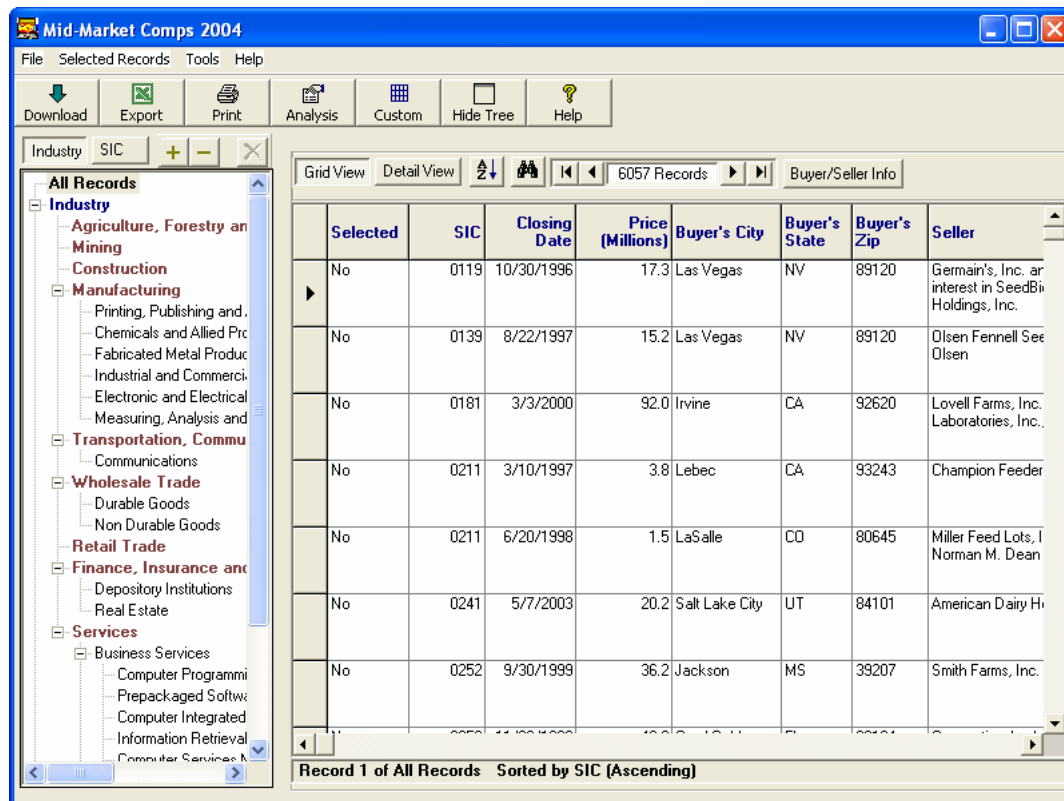 Mid-Market Comps 2004
File Selected Records Tools Help
Download Export Print Analysis Custom Hide Tree Help
Industry SIC
All Records
Industry
Agriculture, Forestry an
Mining
Construction
Manufacturing
Printing, Publishing and
Chemicals and Allied Pro
Fabricated Metal Produc
Industrial and Commerci
Electronic and Electrical
Measuring, Analysis and
Transportation, Commu
Communications
Wholesale Trade
Durable Goods
Non Durable Goods
Retail Trade
Finance, Insurance and
Depository Institutions
Real Estate
Services
Business Services
Computer Programmi
Prepackaged Softwa
Computer Integrated
Information Retrieval
Computer Services
Grid View Detail View 6057 Records Buyer/Seller Info
Selected SIC Closing Date Price (Millions) Buyer's City Buyer's State Buyer's Zip Seller
No 0119 10/30/1996 17.3 Las Vegas NV 89120 Germain's, Inc. an
interest in SeedBi
Holdings, Inc.
No 0139 8/22/1997 15.2 Las Vegas NV 89120 Olsen Fennell See
Olsen
No 0181 3/3/2000 92.0 Irvine CA 92620 Lovell Farms, Inc.
Laboratories, Inc.,
No 0211 3/10/1997 3.8 Lebec CA 93243 Champion Feeder
No 0211 6/20/1998 1.5 LaSalle CO 80645 Miller Feed Lots, I
Norman M. Dean
No 0241 5/7/2003 20.2 Salt Lake City UT 84101 American Dairy H
No 0252 9/30/1999 36.2 Jackson MS 39207 Smith Farms, Inc.
Record 1 of All Records Sorted by SIC (Ascending)